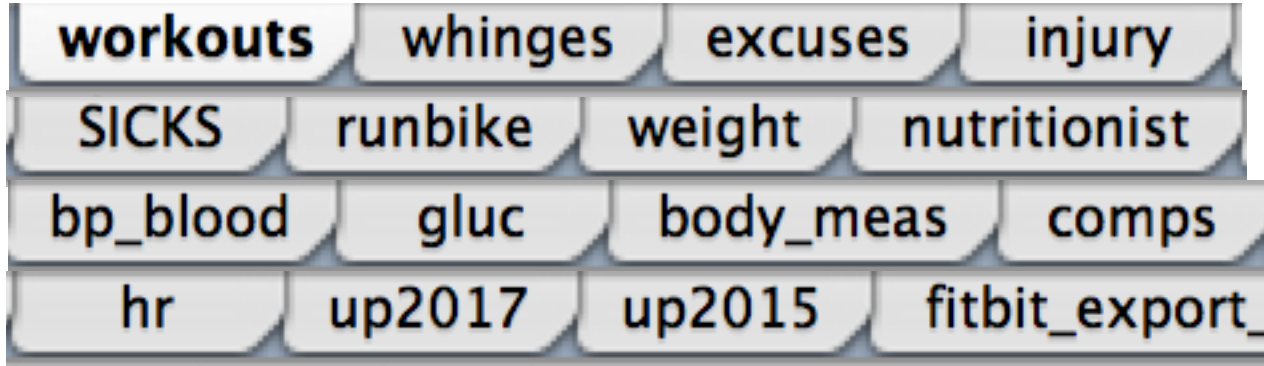 workouts whinges excuses injury
SICKS runbike weight nutritionist
bp_blood gluc body_meas comps
hr up2017 up2015 fitbit_export_